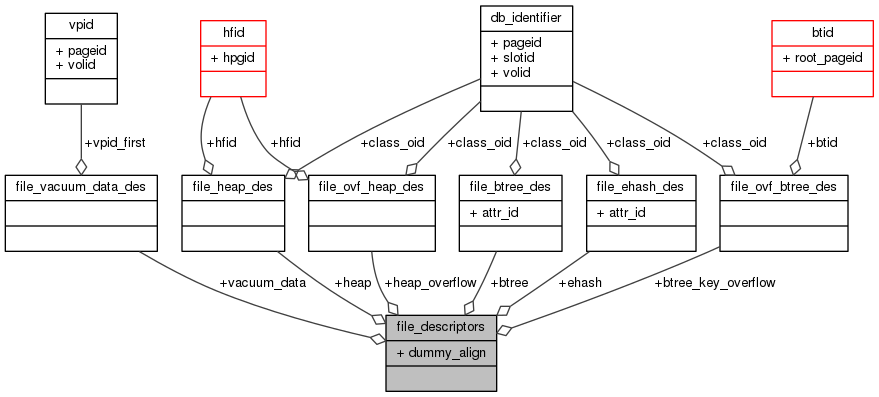 vpid
+ pageid
+ volid
hfid
+ hpgid
db_identifier
+ pageid
+ slotid
+ volid
btid
+ root_pageid
+vpid_first
+hfid
+hfid
+class_oid
+class_oid
+class_oid
+class_oid
+class_oid
+btid
file_vacuum_data_des
file_heap_des
file_ovf_heap_des
file_btree_des
+ attr_id
file_ehash_des
+ attr_id
file_ovf_btree_des
+vacuum_data
+heap
+heap_overflow
+btree
+ehash
+btree_key_overflow
file_descriptors
+ dummy_align